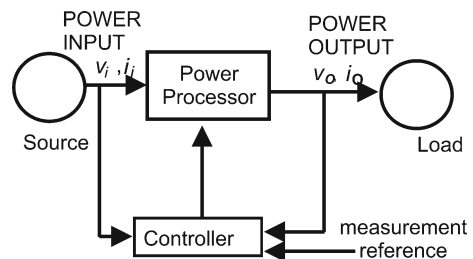 POWER
INPUT
vi ,ii
Source
Power
Processor
POWER
OUTPUT
vo io
Load
Controller
measurement
reference